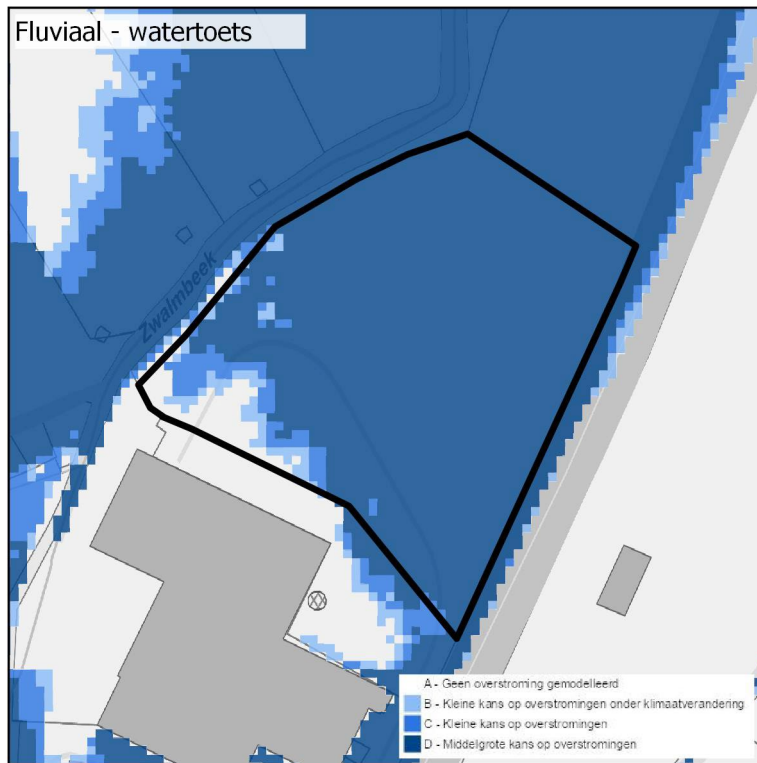 Fluviaal - watertoets
Zwalmbeek
A - Geen overstroming gemodelleerd
B - Kleine kans op overstromingen onder klimaatverandering
C - Kleine kans op overstromingen
D - Middelgrote kans op overstromingen